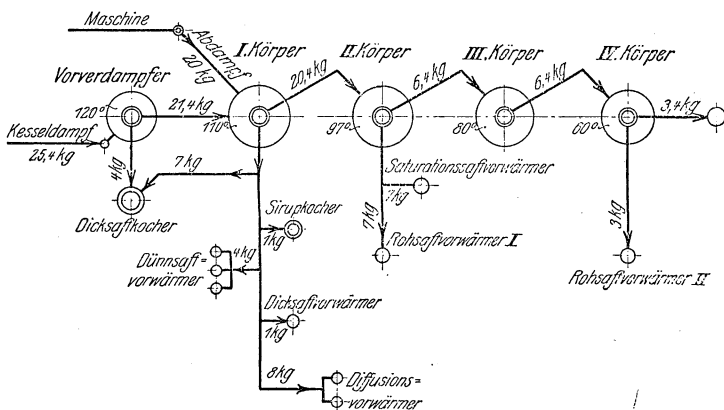 Maschine
Abdampf
20 kg
I. Körper
II. Körper
III. Körper
IV. Körper
Vorverdampfer
120°
21,4 kg
110°
20,4 kg
97°
6,4 kg
80°
6,4 kg
60°
3,4 kg
Kesseldampf
25,4 kg
4 kg
7 kg
Dicksaftkocher
Saturationssaftvorwärmer
7 kg
7 kg
Rohsaftvorwärmer I
3 kg
Rohsaftvorwärmer II
Sirupkocher
1 kg
Dünnsaft=
vorwärmer
4 kg
Dicksaftvorwärmer
1 kg
8 kg
Diffusions=
vorwärmer